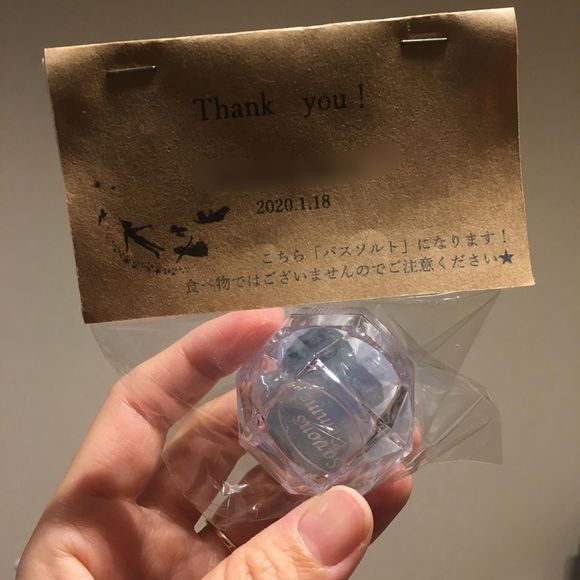 Thank you!
2020.1.18
こちら「バスソルト」になります!
食べ物ではございませんのでご注意ください★
Savons
Gemme